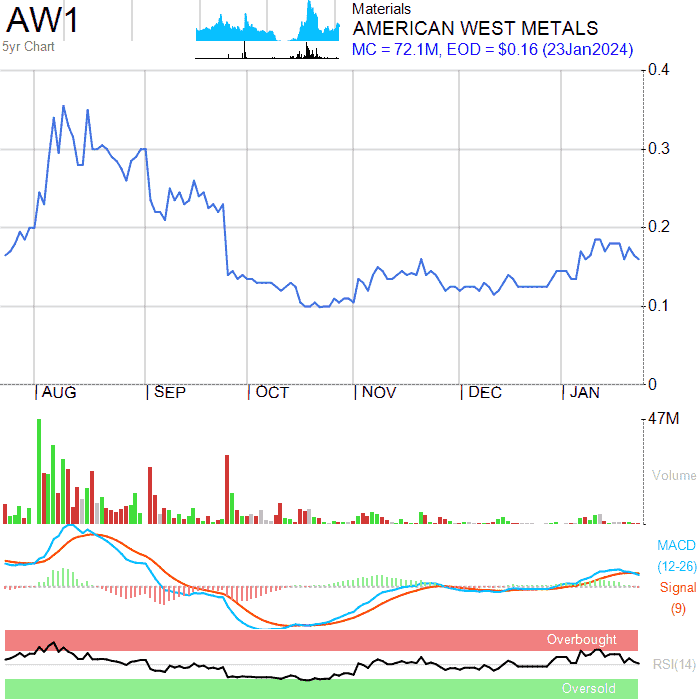 AW1
5yr Chart
Materials
AMERICAN WEST METALS
MC = 72.1M, EOD = $0.16 (23Jan2024)
0.4
0.3
0.2
0.1
0
AUG SEP OCT NOV DEC JAN
47M
Volume
MACD
(12-26)
Signal
(9)
Overbought
RSI(14)
Oversold